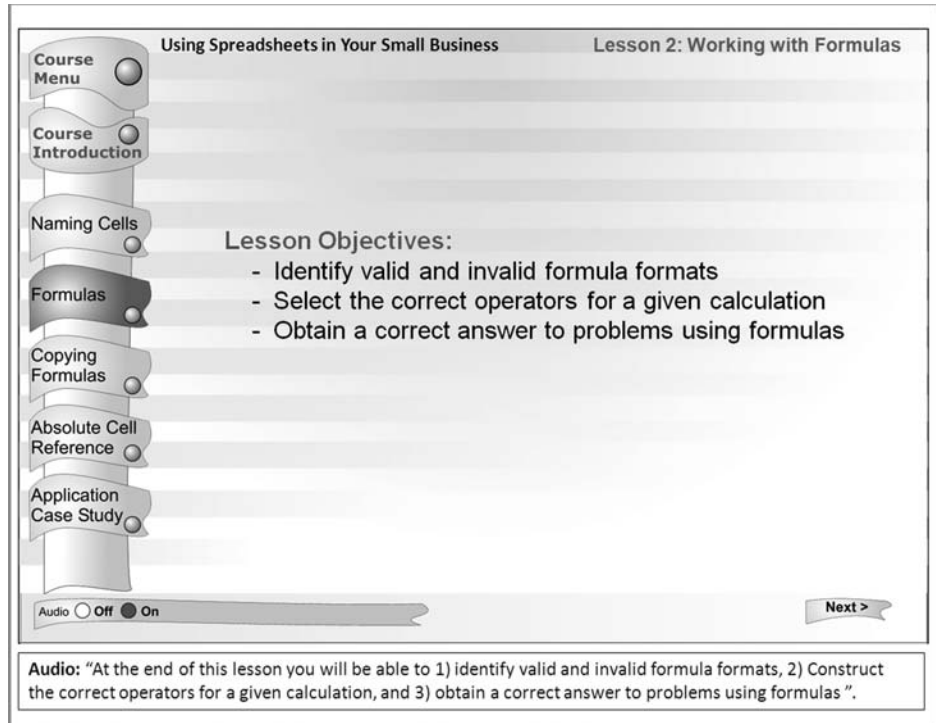 Using Spreadsheets in Your Small Business
Lesson 2: Working with Formulas
Course
Menu
Course
Introduction
Naming Cells
Formulas
Copying
Formulas
Absolute Cell
Reference
Application
Case Study
Lesson Objectives:
- Identify valid and invalid formula formats
- Select the correct operators for a given calculation
- Obtain a correct answer to problems using formulas
Audio Off On
Next >
Audio: “At the end of this lesson you will be able to 1) identify valid and invalid formula formats, 2) Construct
the correct operators for a given calculation, and 3) obtain a correct answer to problems using formulas ”.